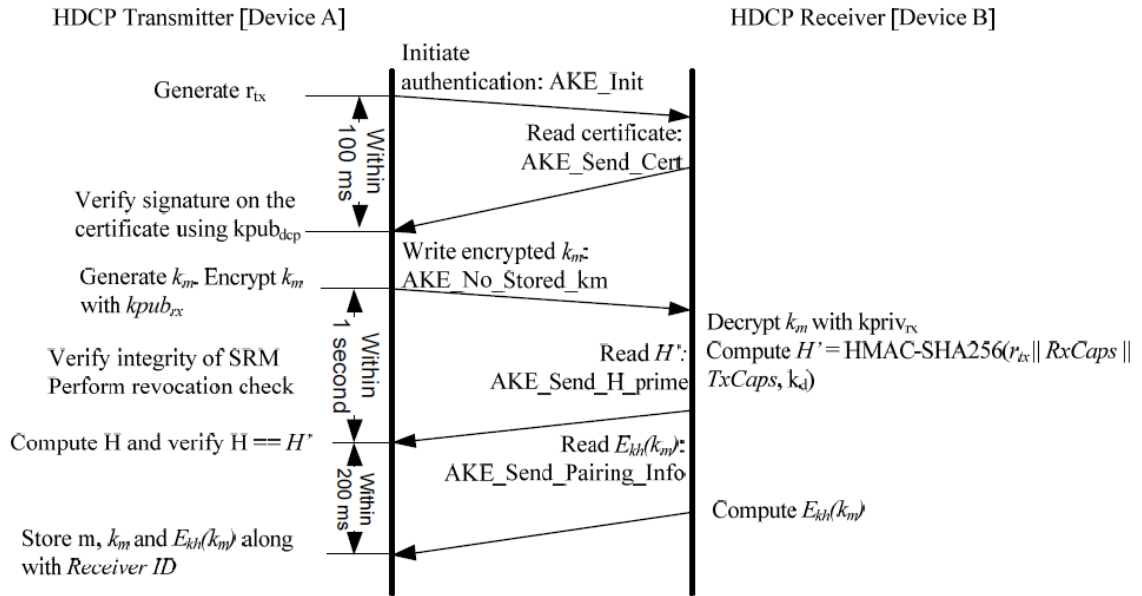 HDCP Transmitter [Device A]
HDCP Receiver [Device B]
Initiate
authentication: AKE_Init
Generate rtx
Within
100 ms
Read certificate:
AKE_Send_Cert
Verify signature on the
certificate using kpubdcp
Write encrypted km:
AKE_No_Stored_km
Generate km. Encrypt km
with kpubrx
Decrypt km with kprivrx
Compute H' = HMAC-SHA256(rtx || RxCaps ||
TxCaps, kd)
Within
1 second
Verify integrity of SRM
Perform revocation check
Read H':
AKE_Send_H_prime
Compute H and verify H == H'
Read Ekh(km):
AKE_Send_Pairing_Info
Within
200 ms
Compute Ekh(km)
Store m, km and Ekh(km) along
with Receiver ID